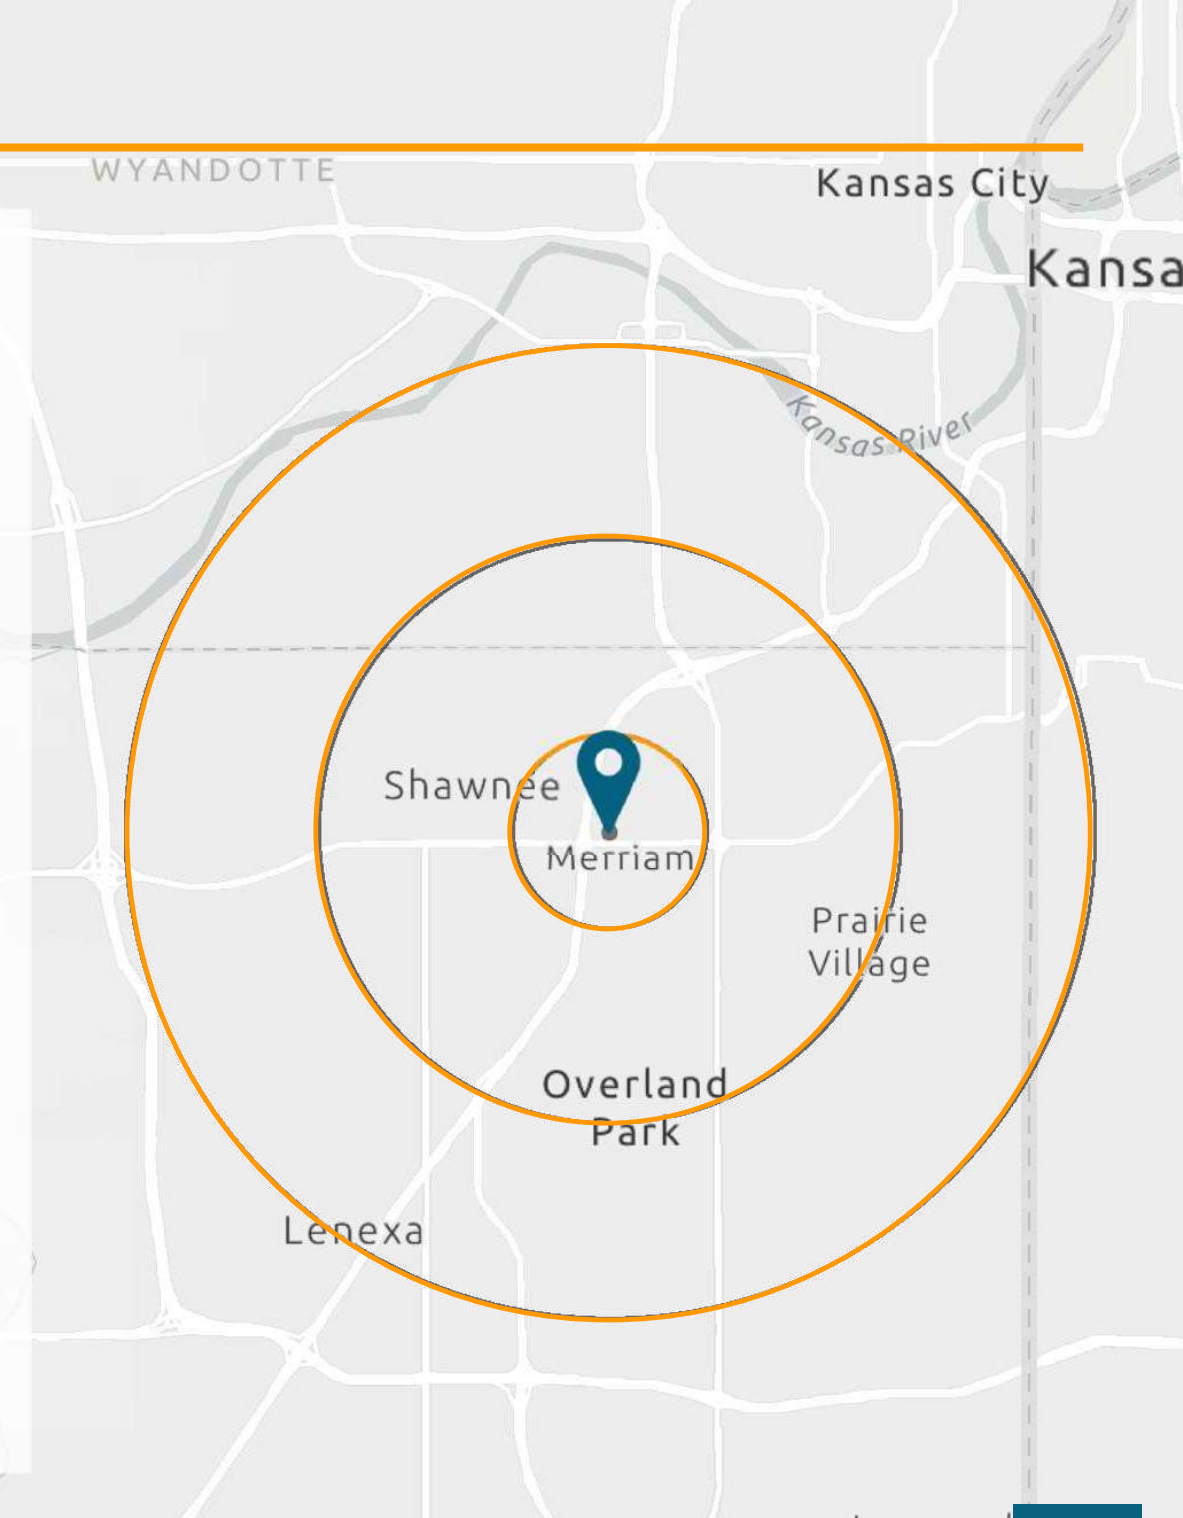 WYANDOTTE
Kansas City
Kansa
Kansas River
Shawnee
Merriam
Prairie
Village
Overland
Park
Lenexa